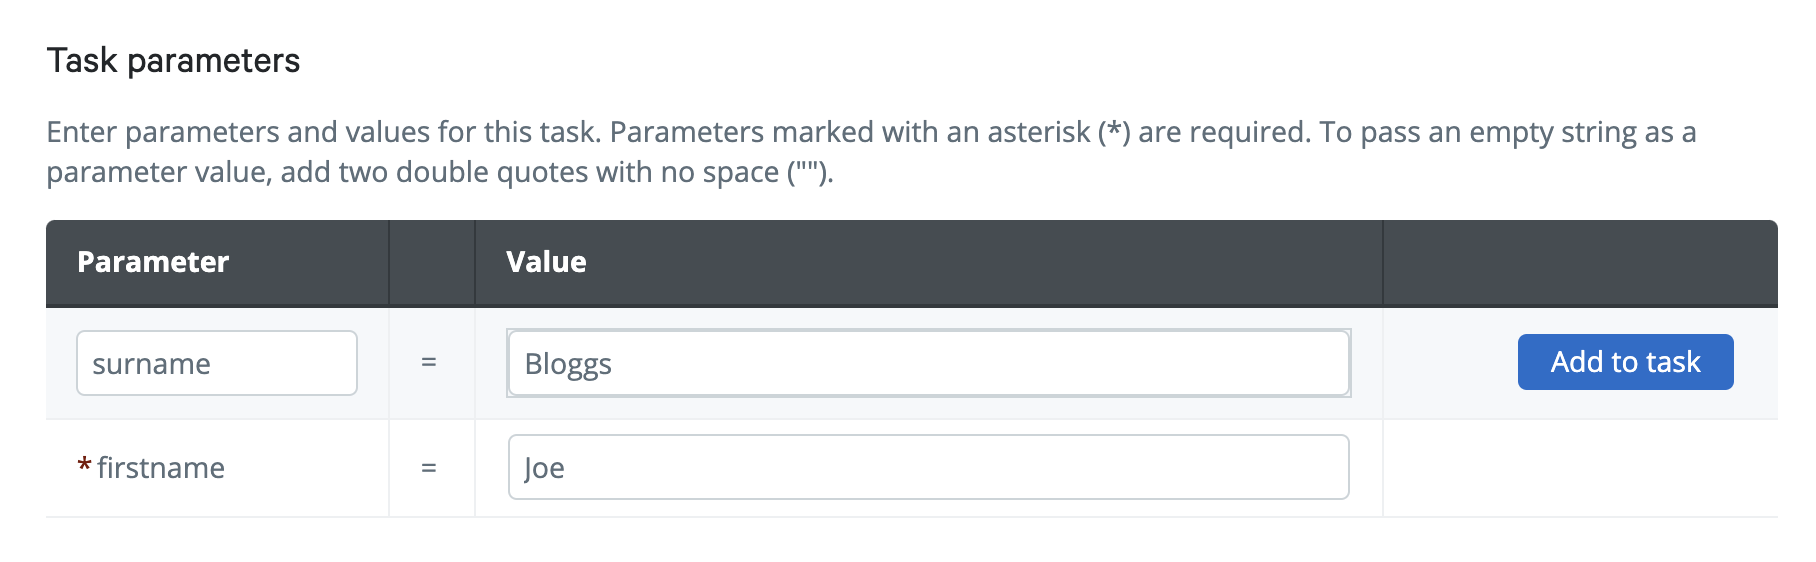 Task parameters
Enter parameters and values for this task. Parameters marked with an asterisk (*) are required. To pass an empty string as a
parameter value, add two double quotes with no space ("").
Parameter Value
surname = Bloggs Add to task
* firstname = Joe